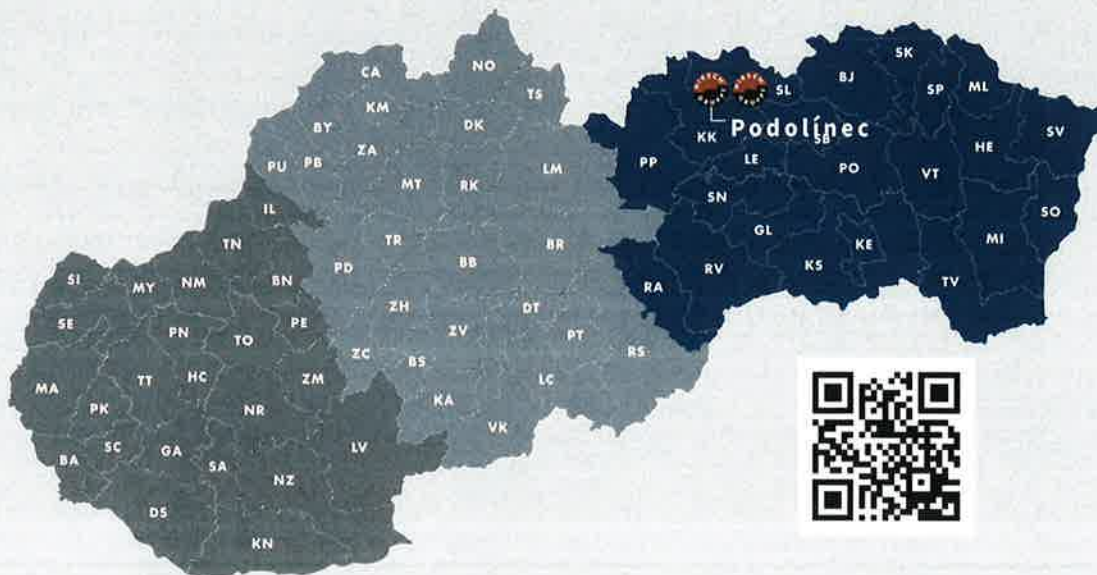 SK
NO
BJ
CA
SL
SP
ML
TS
KM
BY
DK
Podolínec
SV
KK
SB
ZA
HE
PU
PB
PP
LE
LM
PO
VT
MT
RK
SN
IL
SO
GL
TR
TN
BR
KE
MI
BB
PD
RV
KS
SI
MY
NM
BN
RA
TV
ZH
DT
SE
PN
PE
ZV
TO
PT
RS
ZC
BS
MA
TT
HC
ZM
LC
KA
PK
NR
VK
SC
GA
LV
BA
SA
NZ
DS
KN